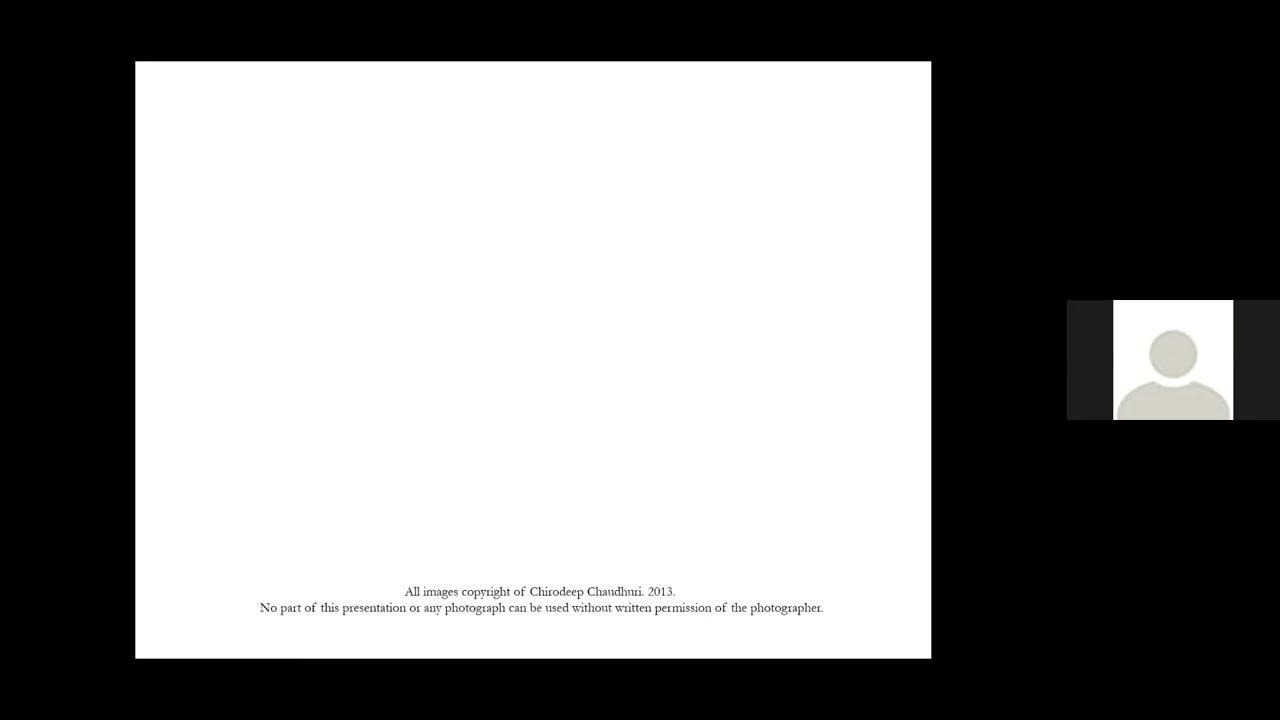 All images copyright of Chirodeep Chaudhuri. 2013.
No part of this presentation or any photograph can be used without written permission of the photographer.